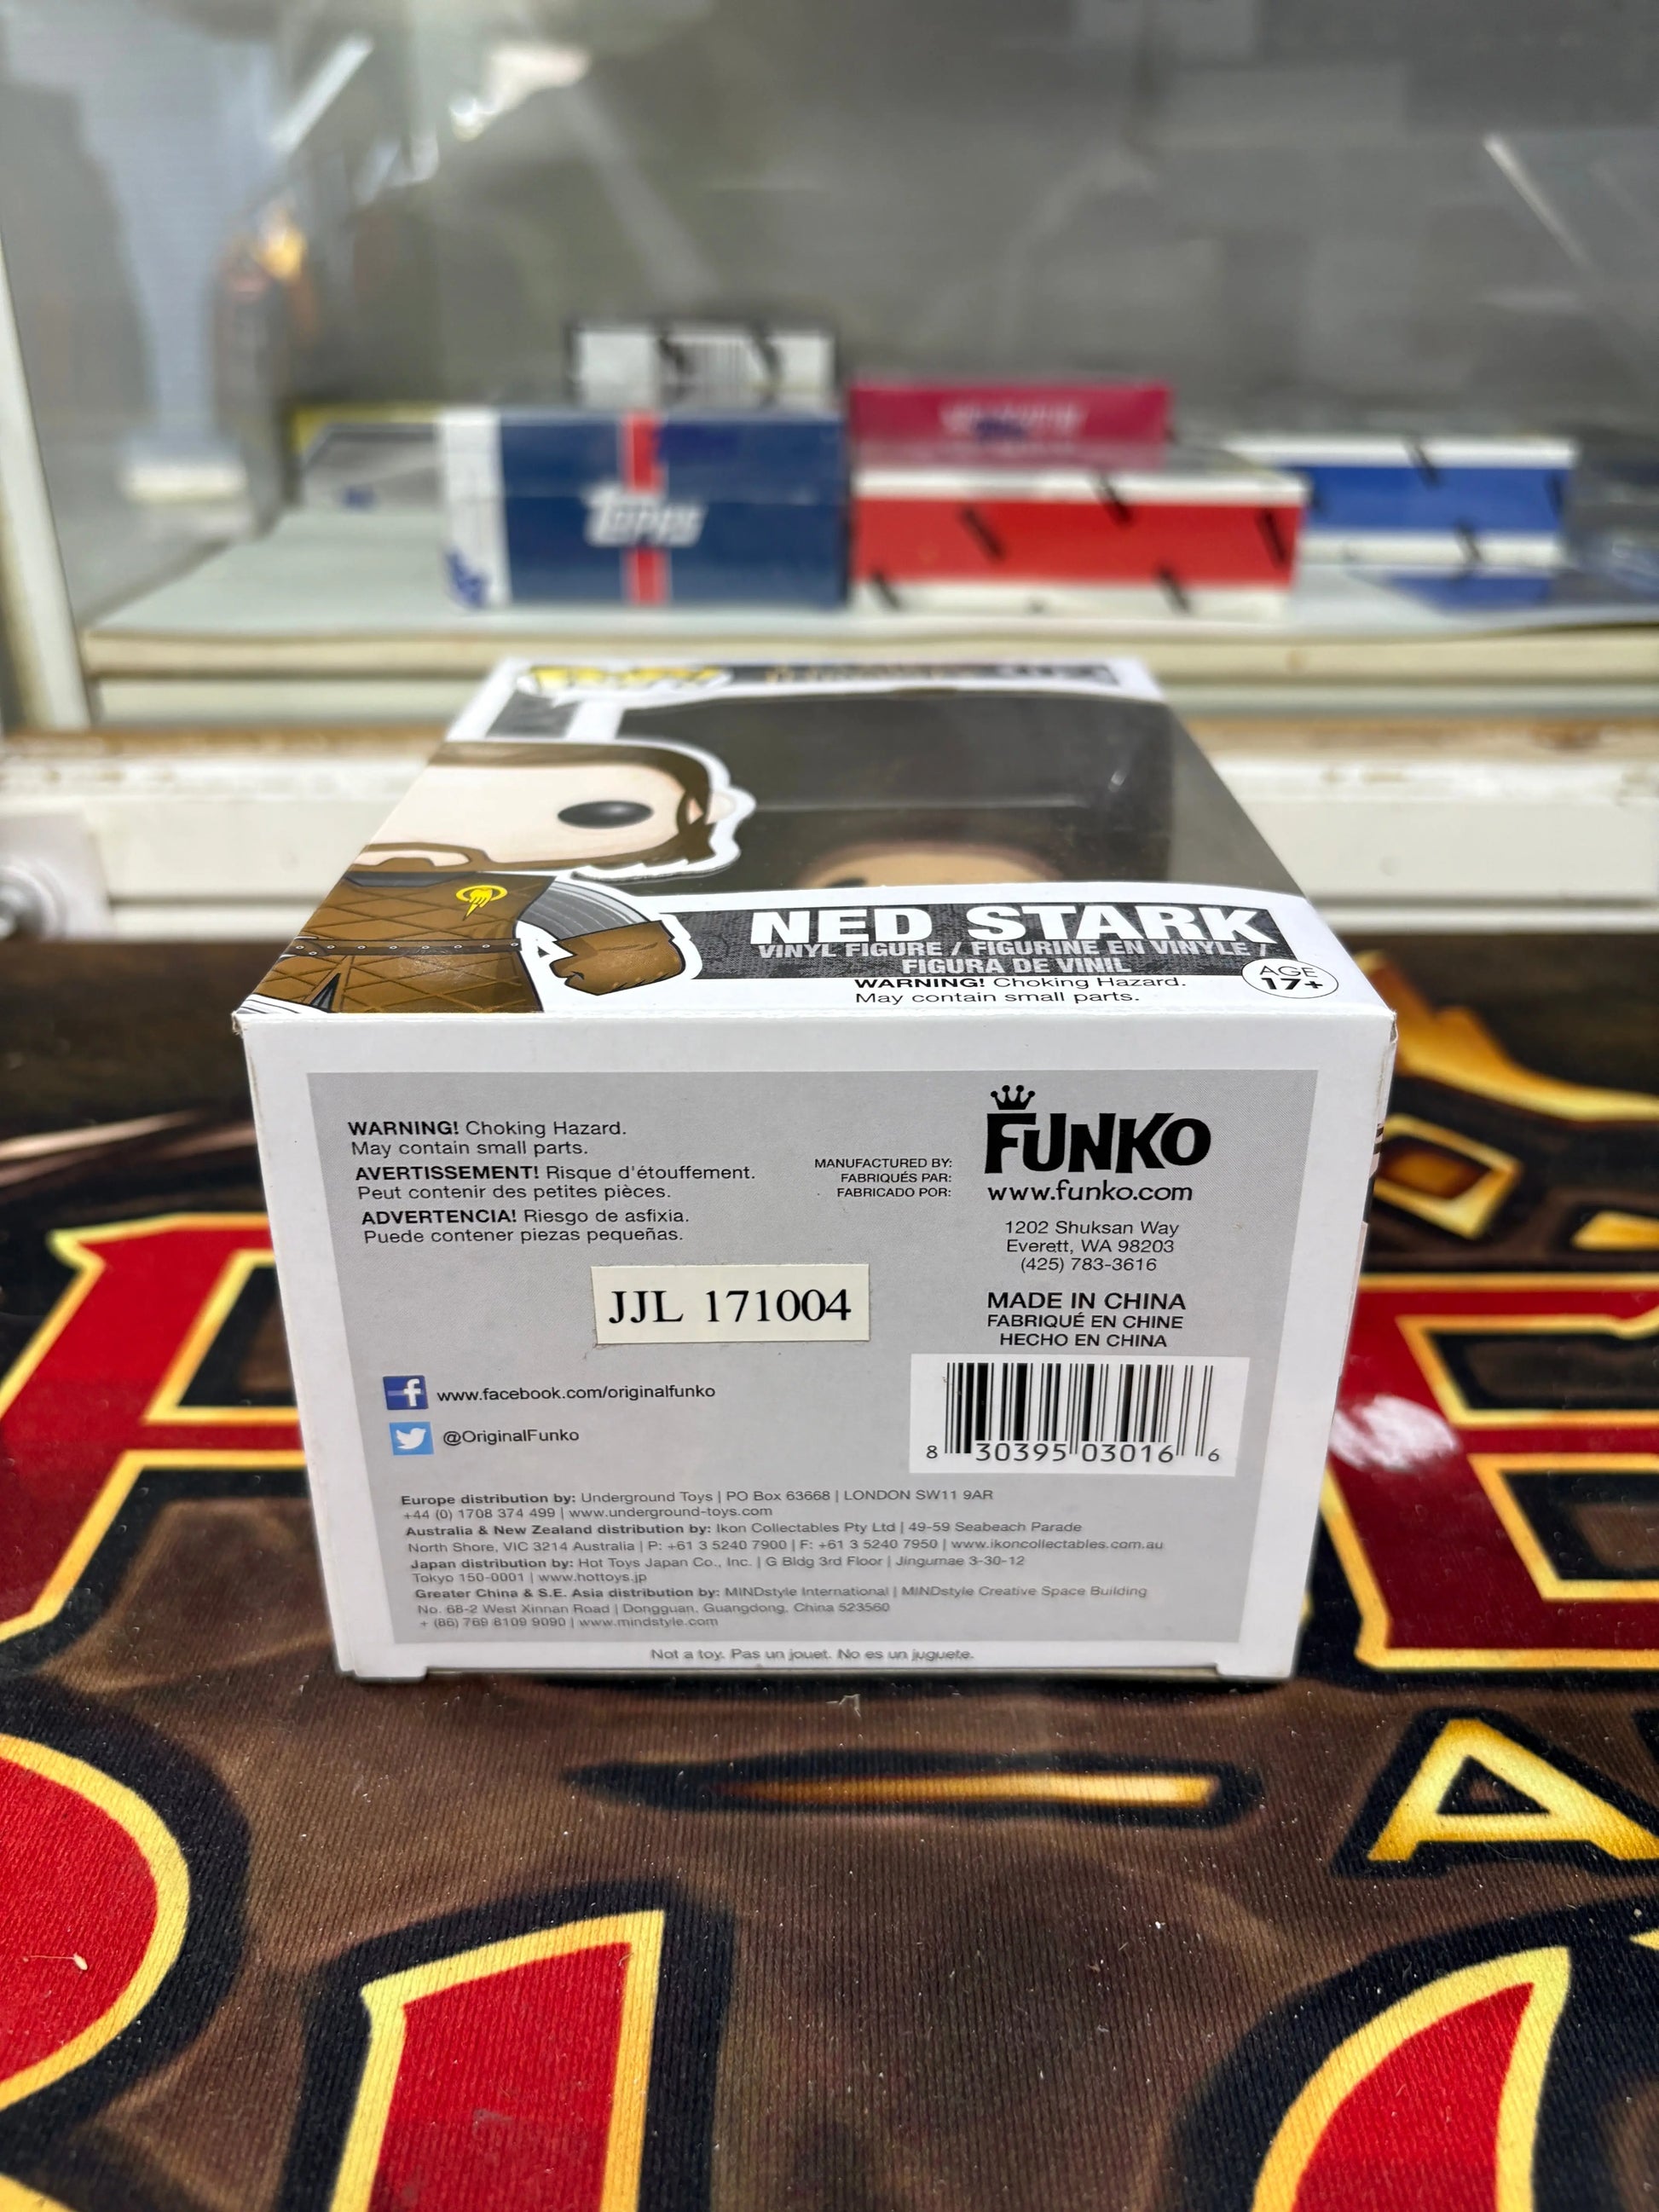 Topps
NED STARK
VINYL FIGURE / FIGURINE EN VINYLE /
FIGURA DE VINIL
WARNING! Choking Hazard.
May contain small parts.
AGE
17+
WARNING! Choking Hazard.
May contain small parts.
AVERTISSEMENT! Risque d'étouffement.
Peut contenir des petites pièces.
ADVERTENCIA! Riesgo de asfixia.
Puede contener piezas pequeñas.
MANUFACTURED BY:
FABRIQUÉS PAR:
FABRICADO POR:
FUNKO
www.funko.com
1202 Shuksan Way
Everett, WA 98203
(425) 783-3616
JJL 171004
MADE IN CHINA
FABRIQUÉ EN CHINE
HECHO EN CHINA
www.facebook.com/originalfunko
@OriginalFunko
8 30395 03016 6
Europe distribution by: Underground Toys | PO Box 63668 | LONDON SW11 9AR
+44 (0) 1708 374 499 | www.underground-toys.com
Australia & New Zealand distribution by: Ikon Collectables Pty Ltd | 49-59 Seabeach Parade
North Shore, VIC 3214 Australia | P: +61 3 5240 7900 | F: +61 3 5240 7950 | www.ikoncollectables.com.au
Japan distribution by: Hot Toys Japan Co., Inc. | G Bldg 3rd Floor | Jingumae 3-30-12
Tokyo 150-0001 | www.hottoys.jp
Greater China & S.E. Asia distribution by: MINDstyle International | MINDstyle Creative Space Building
No. 68-2 West Xinnan Road | Dongguan, Guangdong, China 523560
+ (86) 769 8109 9090 | www.mindstyle.com
Not a toy. Pas un jouet. No es un juguete.